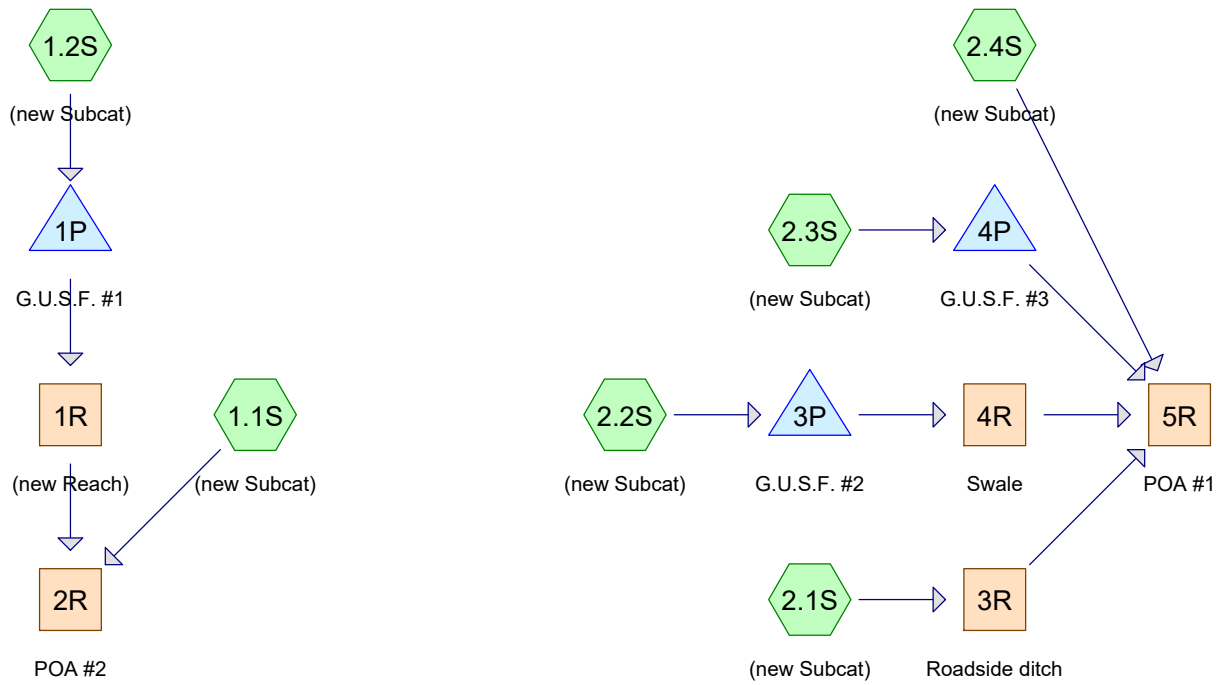 1.2S
(new Subcat)
2.4S
(new Subcat)
1P
G.U.S.F. #1
2.3S
(new Subcat)
4P
G.U.S.F. #3
1R
(new Reach)
1.1S
(new Subcat)
2.2S
(new Subcat)
3P
G.U.S.F. #2
4R
Swale
5R
POA #1
2R
POA #2
2.1S
(new Subcat)
3R
Roadside ditch